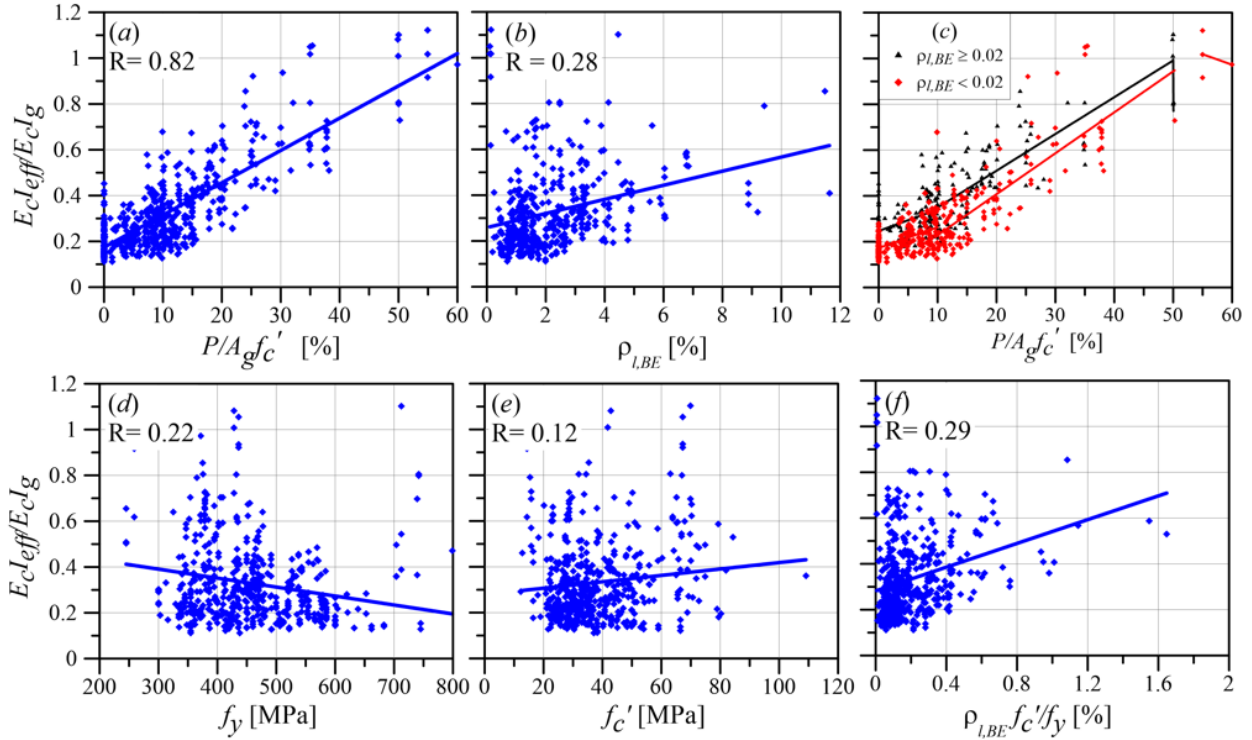 (a)
R= 0.82
1.2
1
0.8
0.6
0.4
0.2
0
EcIeff/EcIg
0 10 20 30 40 50 60
P/Agfc′ [%]
(b)
R = 0.28
0 2 4 6 8 10 12
ρl,BE [%]
(c)
ρl,BE ≥ 0.02
ρl,BE < 0.02
0 10 20 30 40 50 60
P/Agfc′ [%]
(d)
R = 0.22
1.2
1
0.8
0.6
0.4
0.2
0
EcIeff/EcIg
200 300 400 500 600 700 800
fy [MPa]
(e)
R= 0.12
0 20 40 60 80 100 120
fc′ [MPa]
(f)
R= 0.29
0 0.4 0.8 1.2 1.6 2
ρl,BE fc′/fy [%]